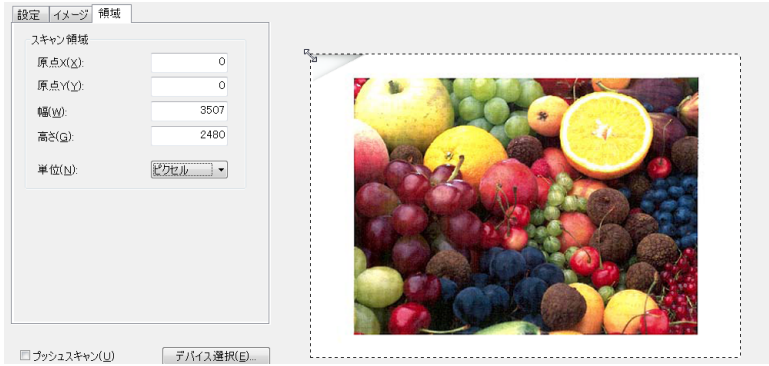 設定 イメージ 領域
スキャン領域
原点X(X): 0
原点Y(Y): 0
幅(W): 3507
高さ(G): 2480
単位(N): ピクセル
プッシュスキャン(U) デバイス選択(E)...